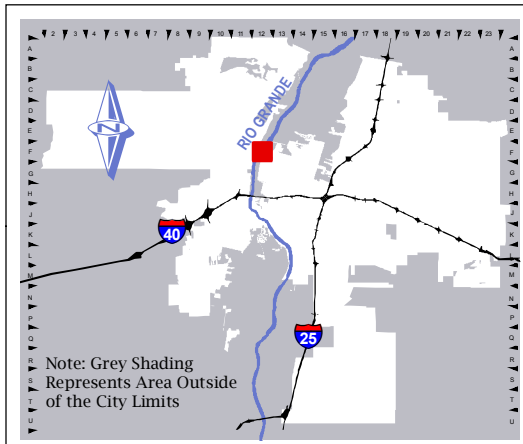 2 3 4 5 6 7 8 9 10 11 12 13 14 15 16 17 18 19 20 21 22 23
A
B
C
D
E
F
G
H
J
K
L
M
N
P
Q
R
S
T
U
N
RIO GRANDE
40
25
Note: Grey Shading
Represents Area Outside
of the City Limits
A
B
C
D
E
F
G
H
J
K
L
M
N
P
Q
R
S
T
U